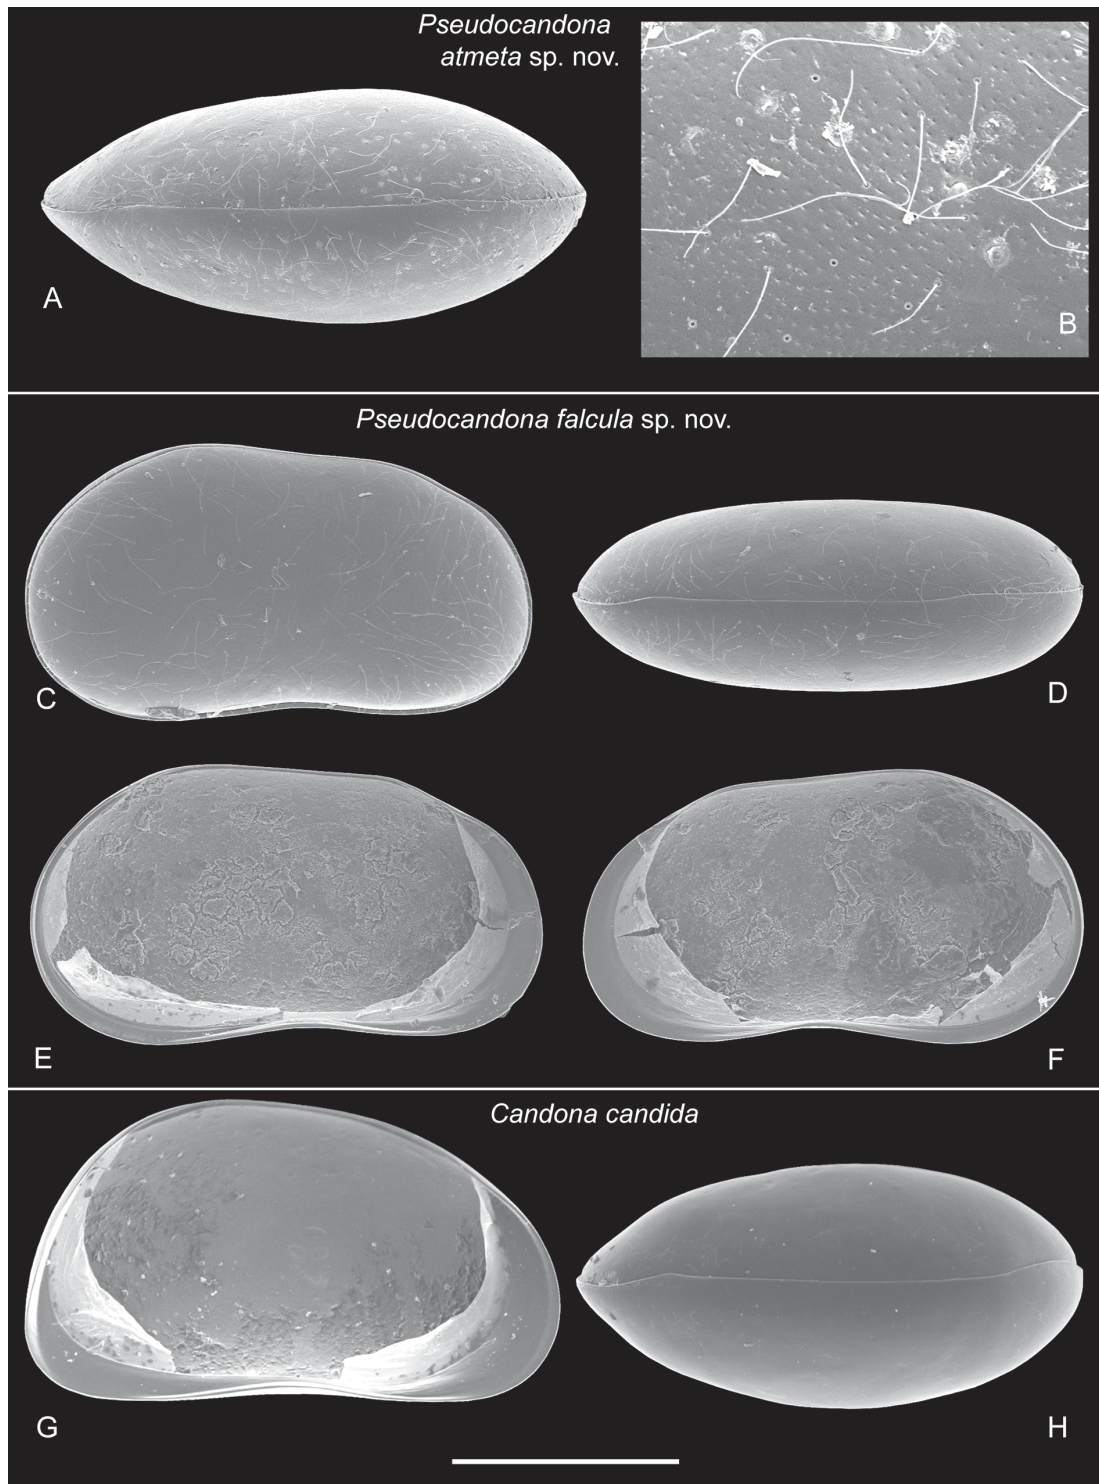 Pseudocandona
atmeta sp. nov.
A
B
Pseudocandona falcula sp. nov.
C
D
E
F
Candona candida
G
H